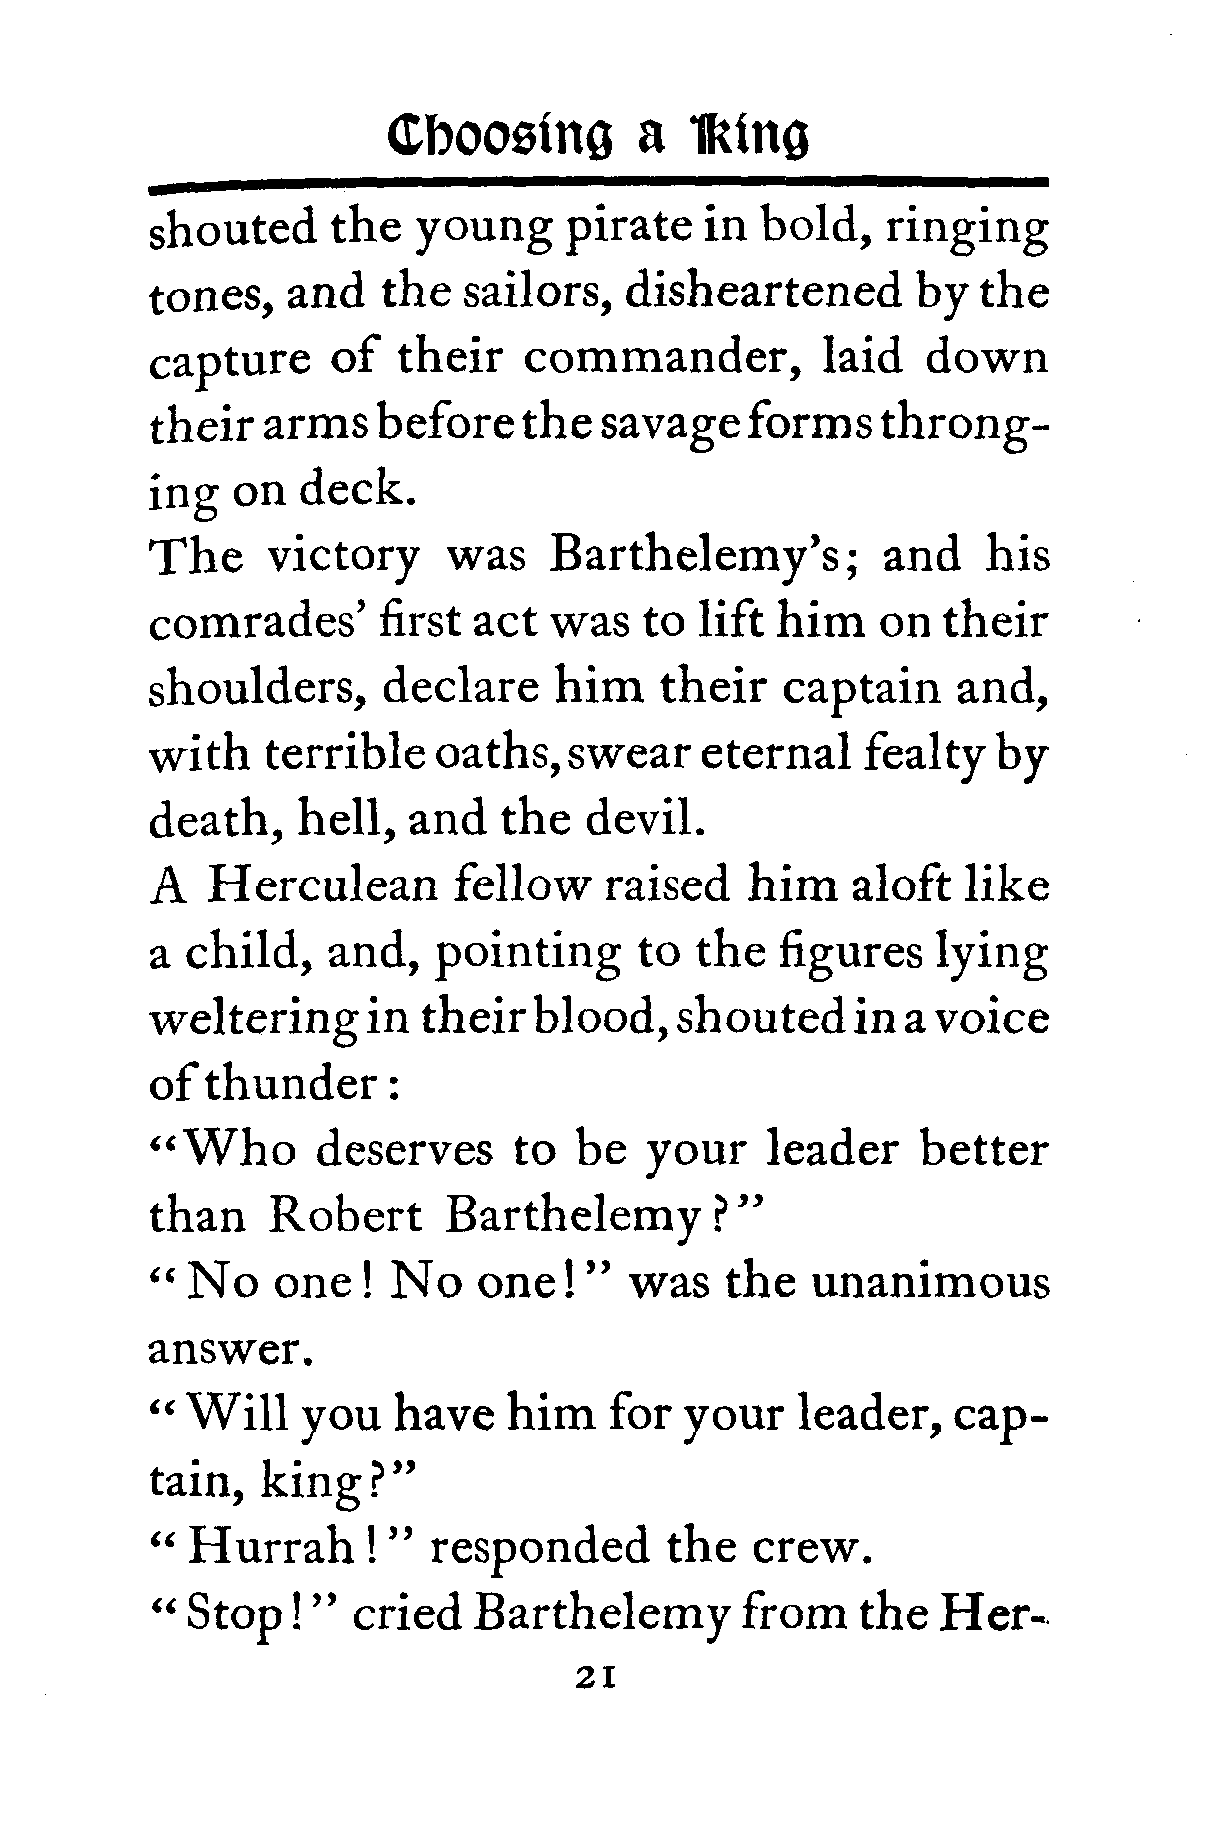 Choosing a King
shouted the young pirate in bold, ringing
tones, and the sailors, disheartened by the
capture of their commander, laid down
their arms before the savage forms throng-
ing on deck.
The victory was Barthelemy's; and his
comrades' first act was to lift him on their
shoulders, declare him their captain and,
with terrible oaths, swear eternal fealty by
death, hell, and the devil.
A Herculean fellow raised him aloft like
a child, and, pointing to the figures lying
weltering in their blood, shouted in a voice
of thunder :
“Who deserves to be your leader better
than Robert Barthelemy ?”
“ No one ! No one ! ” was the unanimous
answer.
“ Will you have him for your leader, cap-
tain, king ?”
“ Hurrah ! ” responded the crew.
“ Stop ! ” cried Barthelemy from the Her-
21